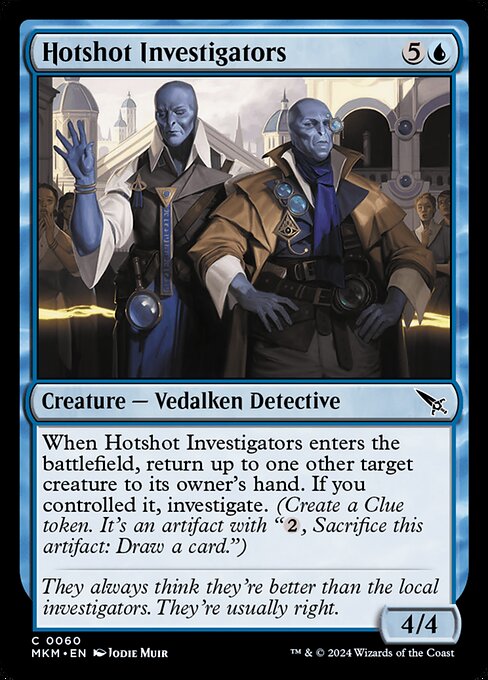 Hotshot Investigators 5
Creature — Vedalken Detective
When Hotshot Investigators enters the
battlefield, return up to one other target
creature to its owner's hand. If you
controlled it, investigate. (Create a Clue
token. It's an artifact with “2, Sacrifice this
artifact: Draw a card.”)
They always think they're better than the local
investigators. They're usually right.
4/4
C 0060
MKM • EN Jodie Muir
™ & © 2024 Wizards of the Coast